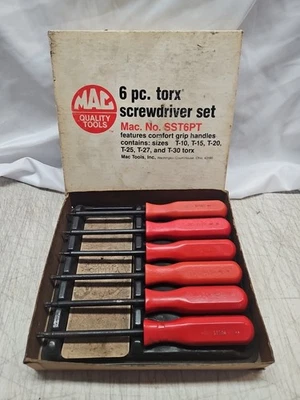 MAC
QUALITY
TOOLS
6 pc. torx
screwdriver set
Mac. No. SST6PT
features comfort grip handles
contains: sizes T-10, T-15, T-20,
T-25, T-27, and T-30 torx
Mac Tools, Inc.